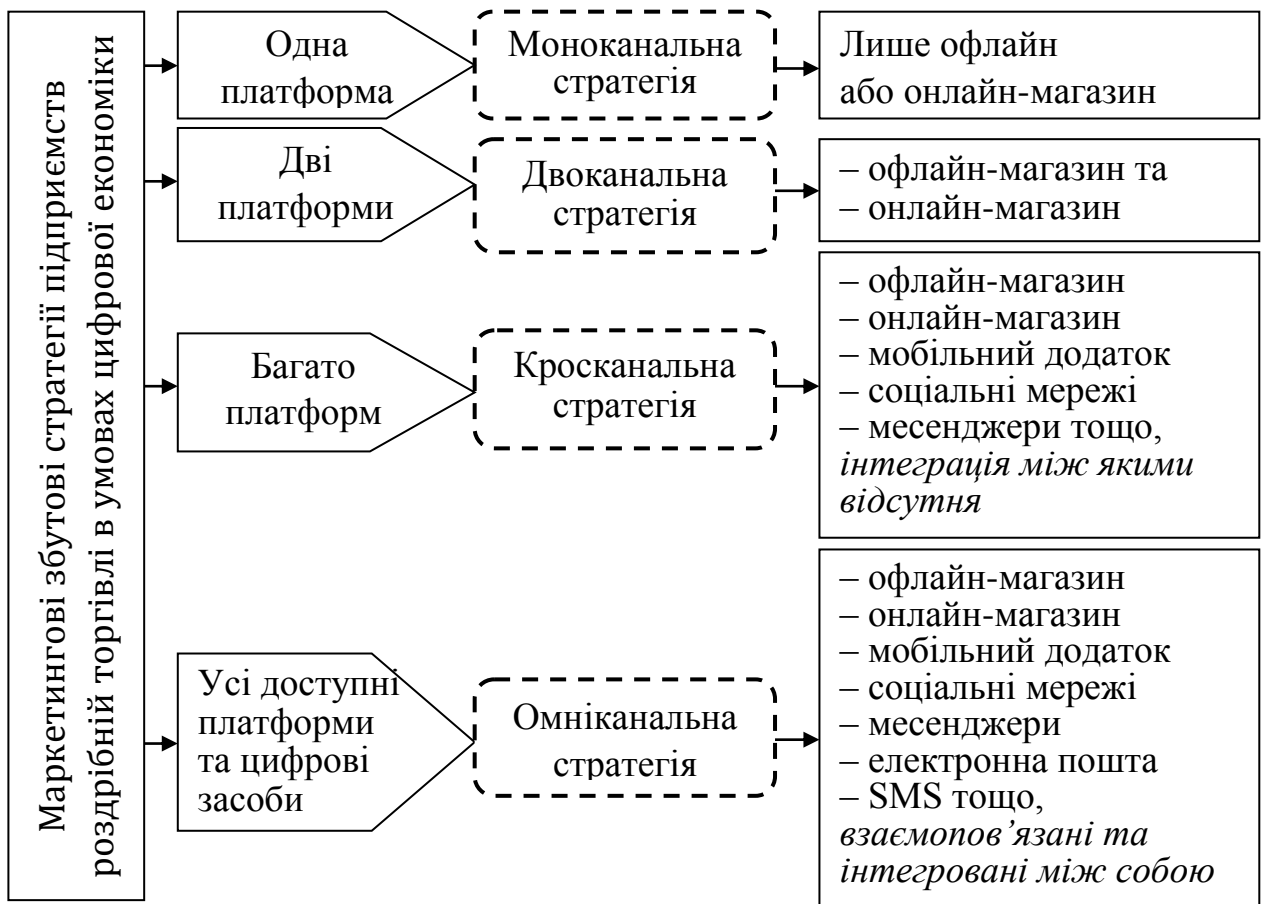 Маркетингові збутові стратегії підприємств
роздрібній торгівлі в умовах цифрової економіки
Одна
платформа
Моноканальна
стратегія
Лише офлайн
або онлайн-магазин
Дві
платформи
Двоканальна
стратегія
– офлайн-магазин та
– онлайн-магазин
Багато
платформ
Кросканальна
стратегія
– офлайн-магазин
– онлайн-магазин
– мобільний додаток
– соціальні мережі
– месенджери тощо,
інтеграція між якими
відсутня
Усі доступні
платформи
та цифрові
засоби
Омніканальна
стратегія
– офлайн-магазин
– онлайн-магазин
– мобільний додаток
– соціальні мережі
– месенджери
– електронна пошта
– SMS тощо,
взаємопов’язані та
інтегровані між собою